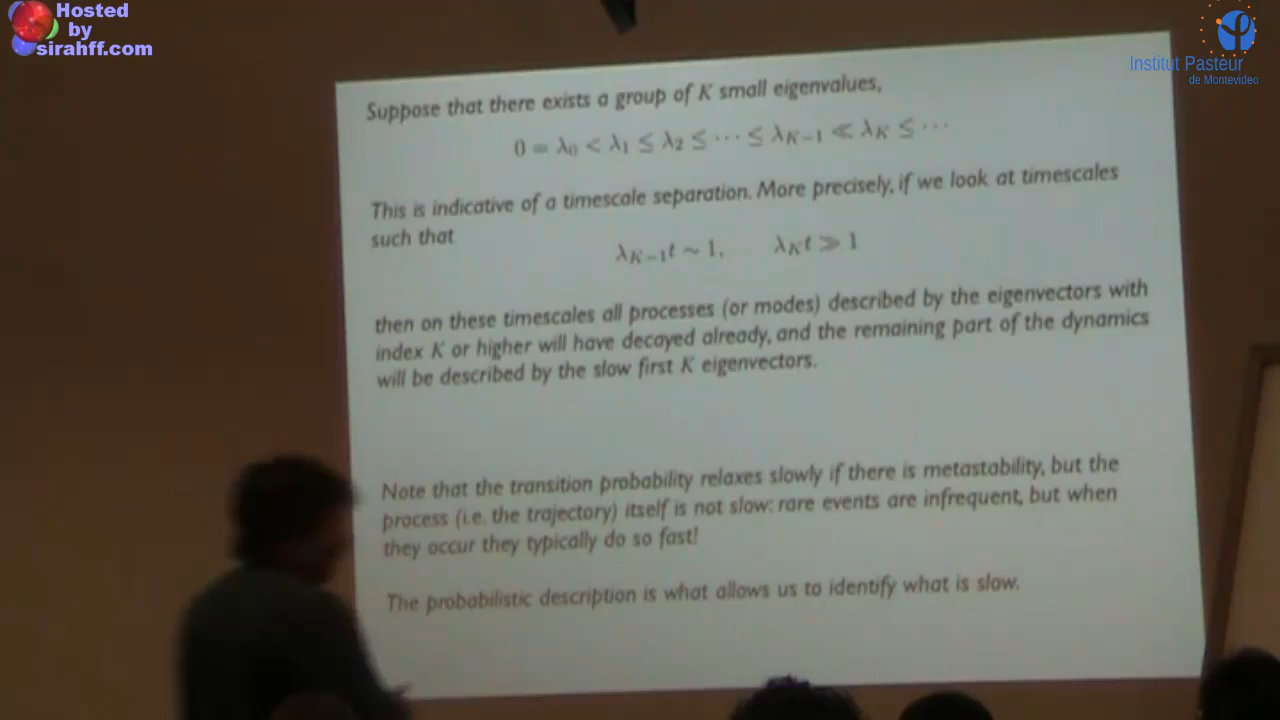 Hosted
by
sirahff.com
Institut Pasteur
de Montevideo
Suppose that there exists a group of K small eigenvalues,
0 = λ₀ < λ₁ ≤ λ₂ ≤ ⋯ ≤ λ_{K−1} ≪ λ_K ≤ ⋯
This is indicative of a timescale separation. More precisely, if we look at timescales
such that
λ_{K−1}t ∼ 1, λ_K t ≫ 1
then on these timescales all processes (or modes) described by the eigenvectors with
index K or higher will have decayed already, and the remaining part of the dynamics
will be described by the slow first K eigenvectors.
Note that the transition probability relaxes slowly if there is metastability, but the
process (i.e. the trajectory) itself is not slow: rare events are infrequent, but when
they occur they typically do so fast!
The probabilistic description is what allows us to identify what is slow.